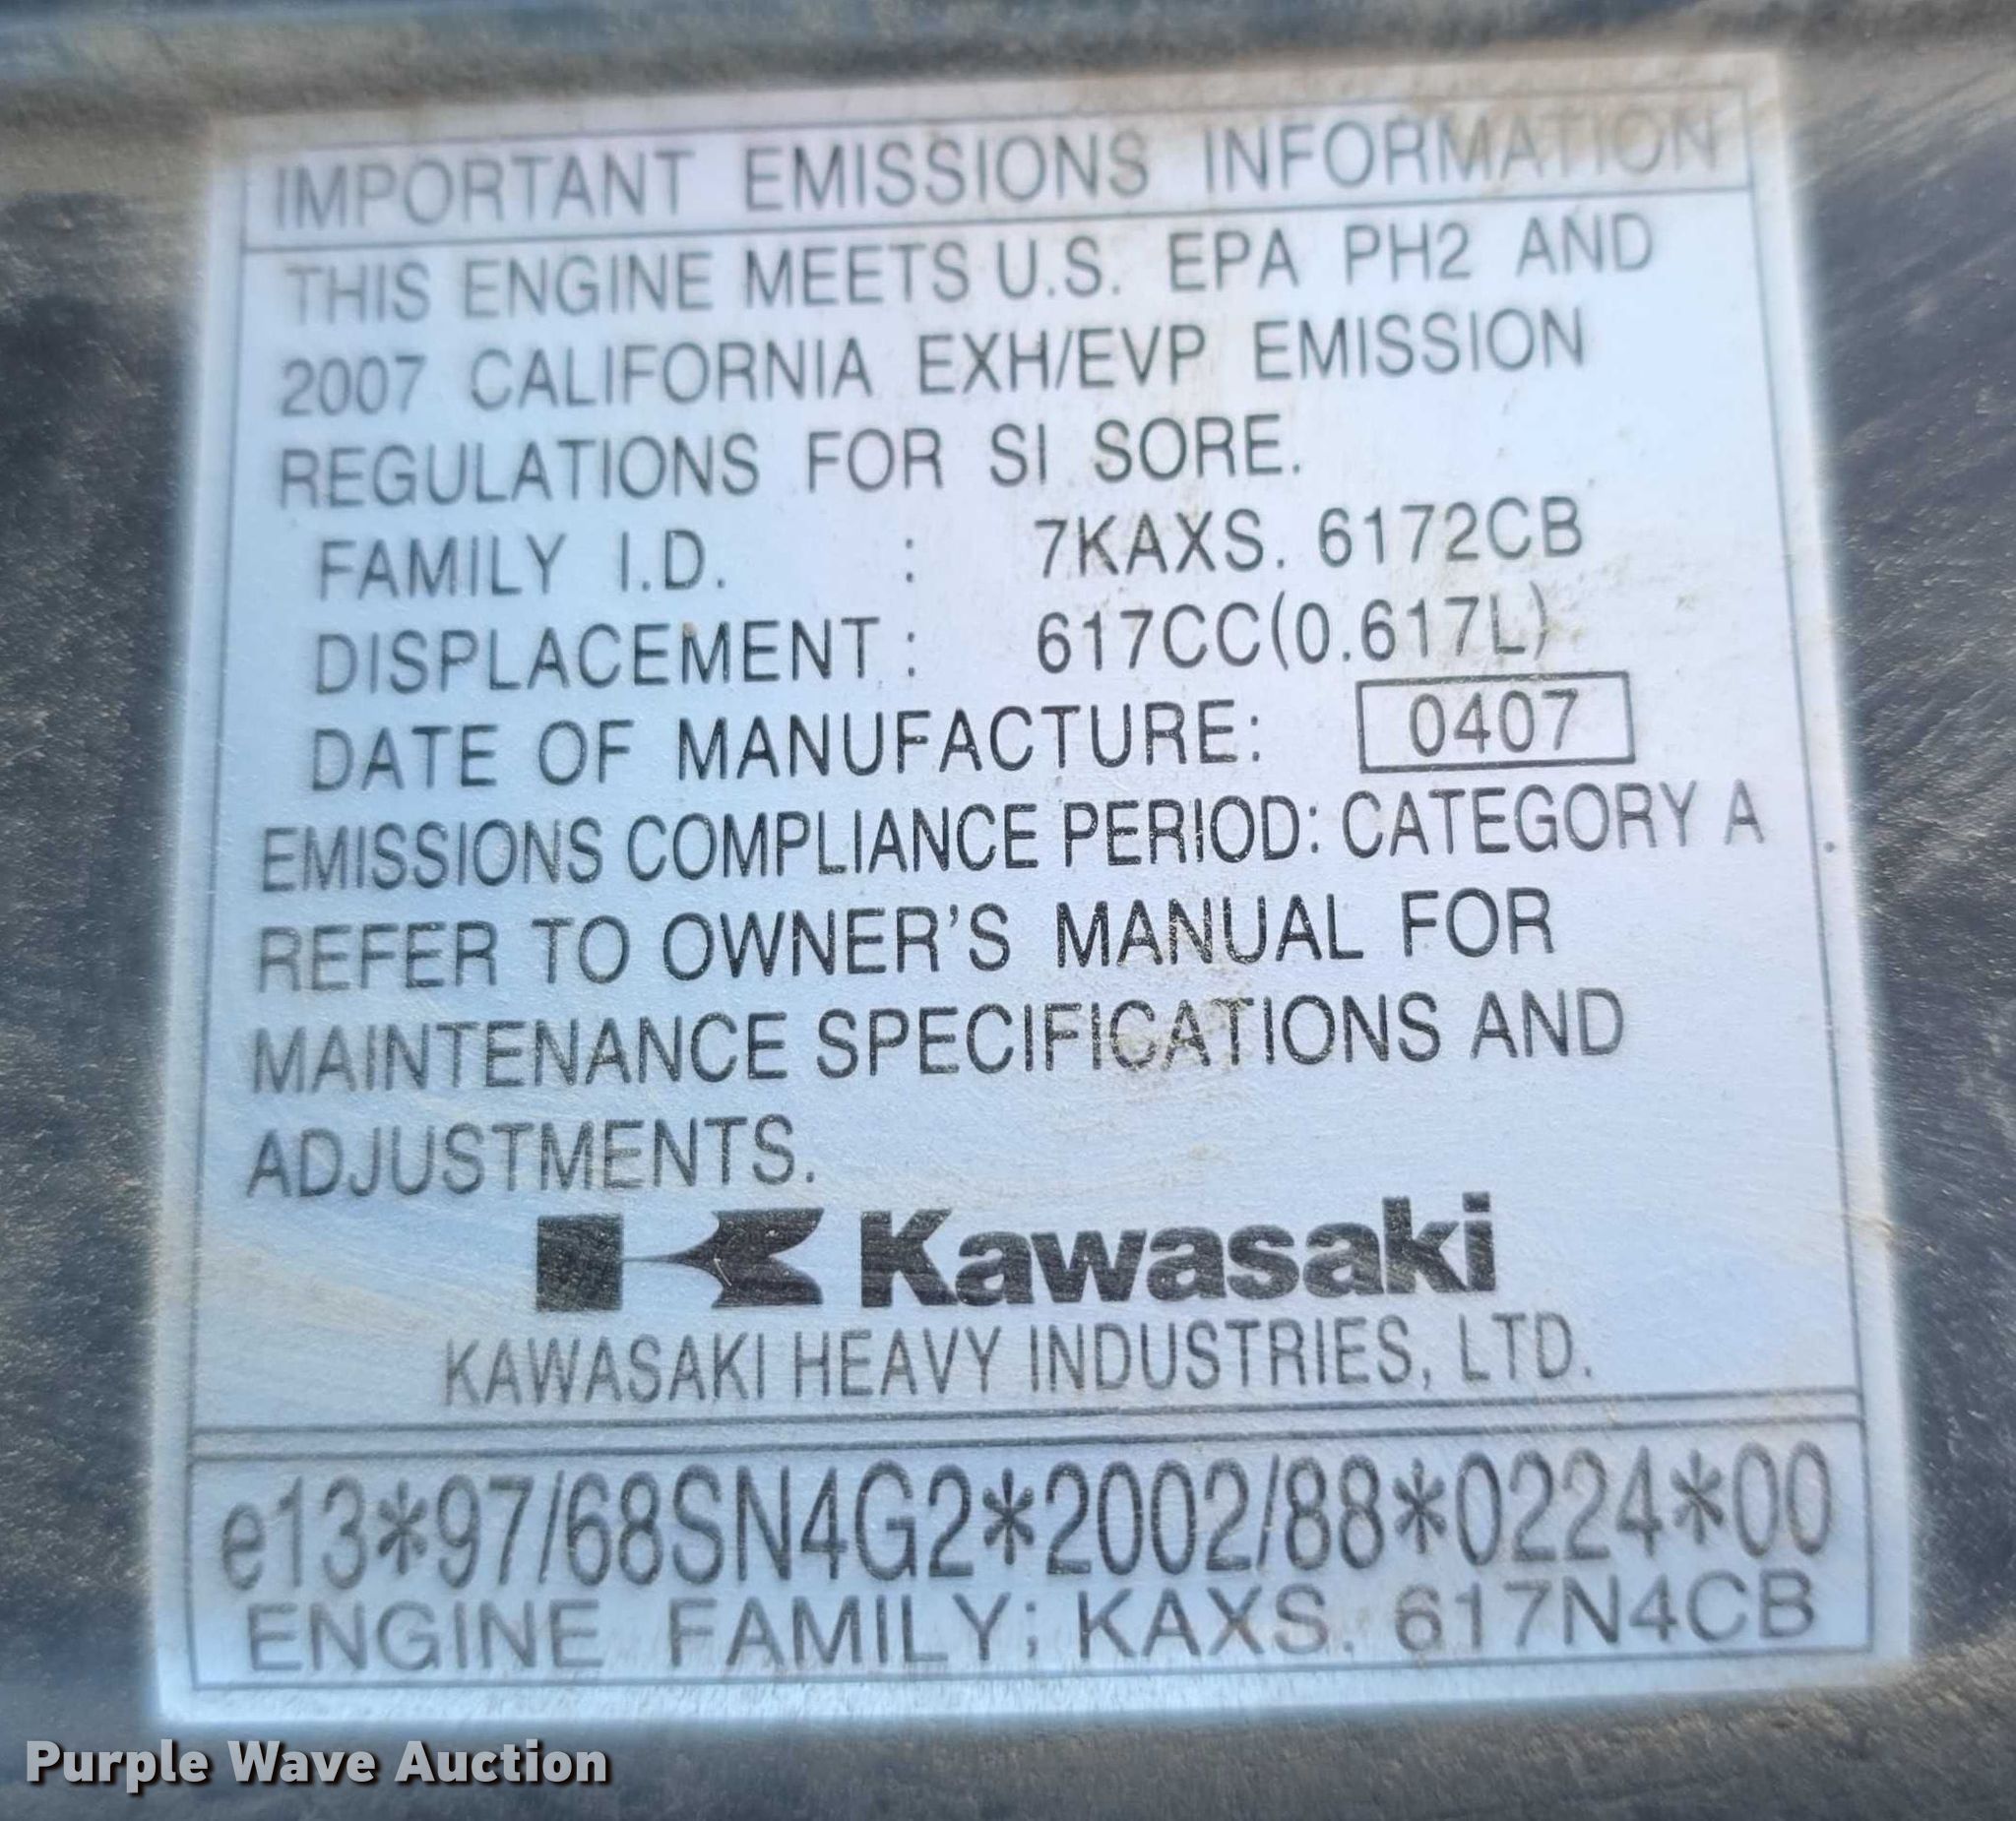 IMPORTANT EMISSIONS INFORMATION
THIS ENGINE MEETS U.S. EPA PH2 AND
2007 CALIFORNIA EXH/EVP EMISSION
REGULATIONS FOR SI SORE.
FAMILY I.D. : 7KAXS. 6172CB
DISPLACEMENT : 617CC(0.617L)
DATE OF MANUFACTURE: 0407
EMISSIONS COMPLIANCE PERIOD: CATEGORY A
REFER TO OWNER'S MANUAL FOR
MAINTENANCE SPECIFICATIONS AND
ADJUSTMENTS.
Kawasaki
KAWASAKI HEAVY INDUSTRIES, LTD.
e13*97/68SN4G2*2002/88*0224*00
ENGINE FAMILY; KAXS. 617N4CB
Purple Wave Auction